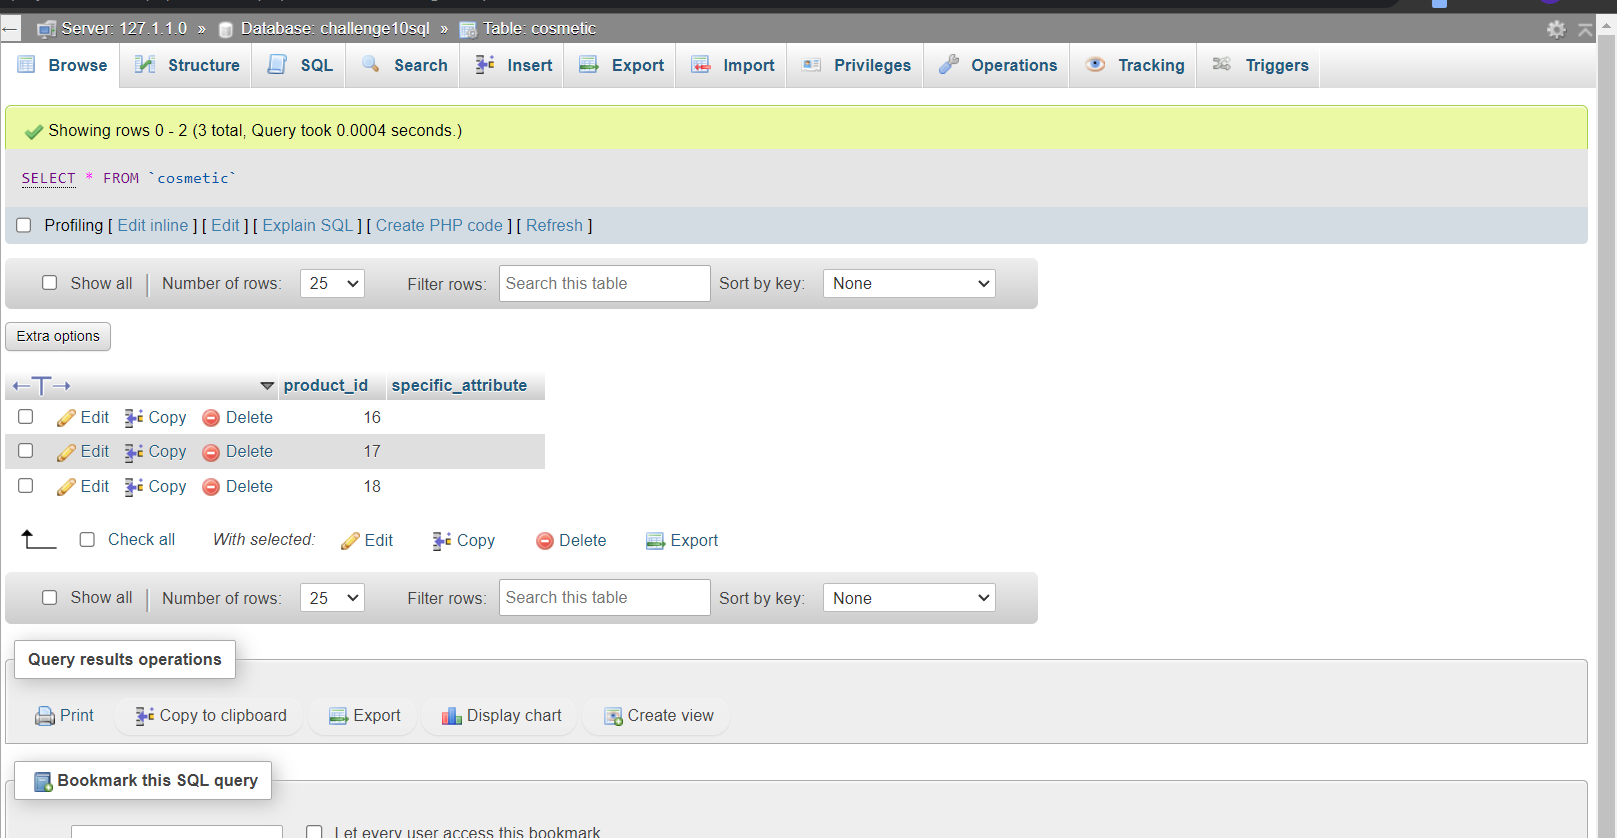 Server: 127.1.1.0 » Database: challenge10sql » Table: cosmetic
Browse Structure SQL Search Insert Export Import Privileges Operations Tracking Triggers
Showing rows 0 - 2 (3 total, Query took 0.0004 seconds.)
SELECT * FROM `cosmetic`
Profiling [ Edit inline ] [ Edit ] [ Explain SQL ] [ Create PHP code ] [ Refresh ]
Show all Number of rows: 25 Filter rows: Search this table Sort by key: None
Extra options
←T→ product_id specific_attribute
Edit Copy Delete 16
Edit Copy Delete 17
Edit Copy Delete 18
Check all With selected: Edit Copy Delete Export
Show all Number of rows: 25 Filter rows: Search this table Sort by key: None
Query results operations
Print Copy to clipboard Export Display chart Create view
Bookmark this SQL query
Let every user access this bookmark